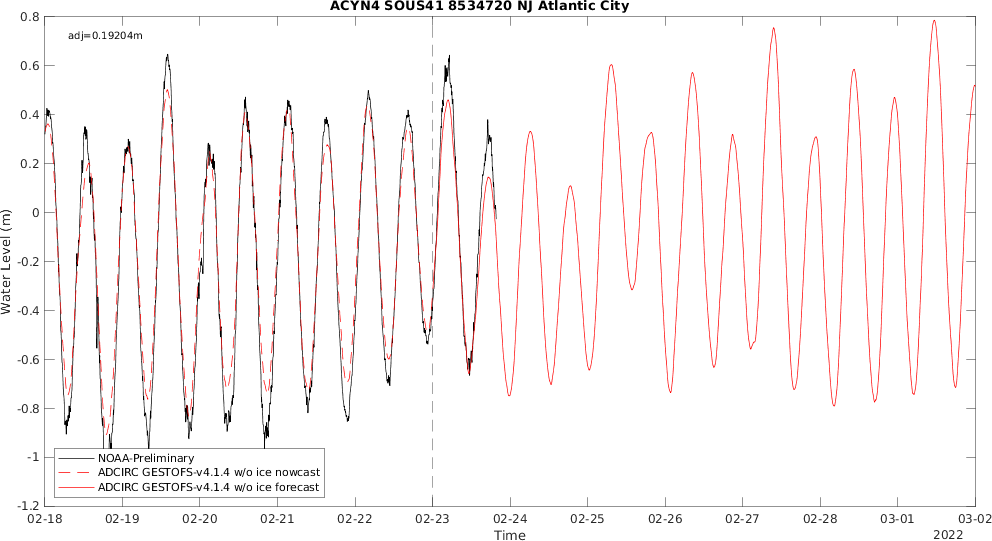 ACYN4 SOUS41 8534720 NJ Atlantic City
adj=0.19204m
0.8
0.6
0.4
0.2
0
-0.2
-0.4
-0.6
-0.8
-1
-1.2
Water Level (m)
NOAA-Preliminary
ADCIRC GESTOFS-v4.1.4 w/o ice nowcast
ADCIRC GESTOFS-v4.1.4 w/o ice forecast
02-18 02-19 02-20 02-21 02-22 02-23 02-24 02-25 02-26 02-27 02-28 03-01 03-02
Time
2022